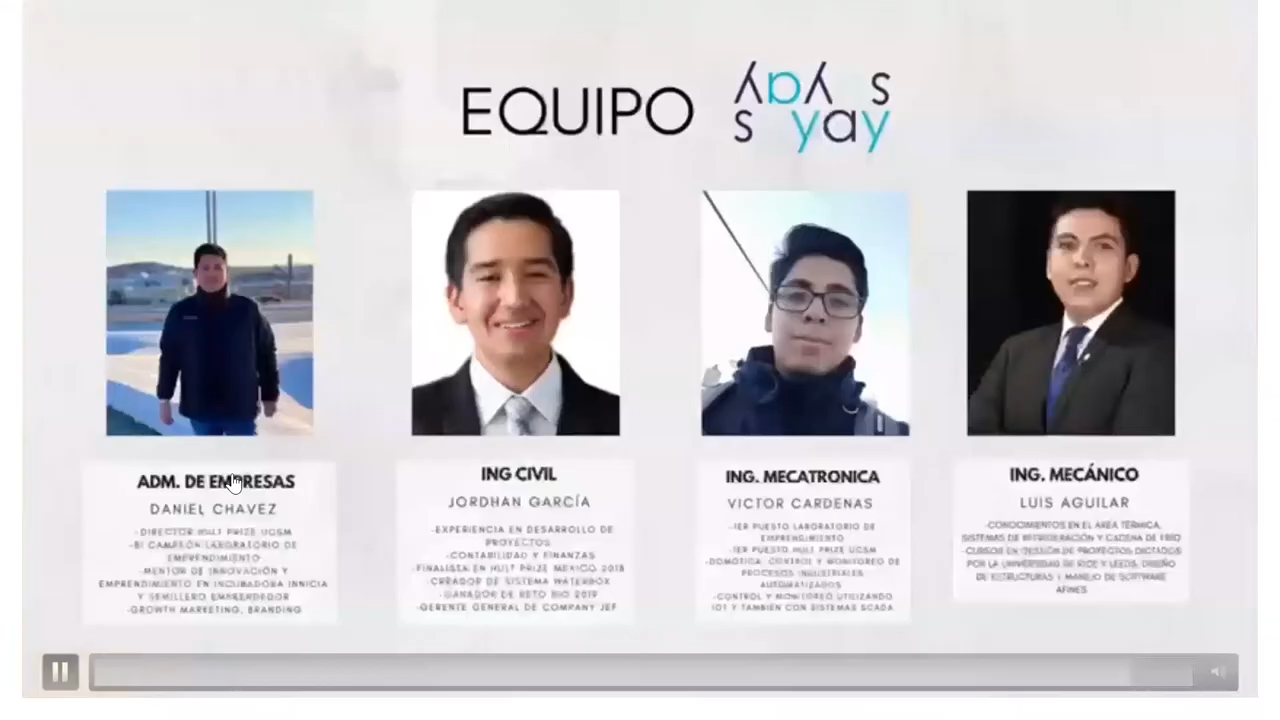 EQUIPO
s yay
ADM. DE EMPRESAS
DANIEL CHAVEZ
-DIRECTOR HULT PRIZE UCSM
-BI CAMPEÓN LABORATORIO DE
EMPRENDIMIENTO
-MENTOR DE INNOVACIÓN Y
EMPRENDIMIENTO EN INCUBADORA INNICIA
Y SEMILLERO EMPRENDEDOR
-GROWTH MARKETING, BRANDING
ING CIVIL
JORDHAN GARCÍA
-EXPERIENCIA EN DESARROLLO DE
PROYECTOS
-CONTABILIDAD Y FINANZAS
-FINALISTA EN HULT PRIZE MEXICO 2018
-CREADOR DE SISTEMA WATERBOX
-GANADOR DE RETO BIO 2019
-GERENTE GENERAL DE COMPANY JEF
ING. MECATRONICA
VICTOR CARDENAS
-1ER PUESTO LABORATORIO DE
EMPRENDIMIENTO
-1ER PUESTO HULT PRIZE UCSM
-DOMOTICA, CONTROL Y MONITOREO DE
PROCESOS INDUSTRIALES
AUTOMATIZADOS
-CONTROL Y MONITOREO UTILIZANDO
IOT Y TAMBIEN CON SISTEMAS SCADA
ING. MECÁNICO
LUIS AGUILAR
-CONOCIMIENTOS EN EL AREA TÉRMICA,
SISTEMAS DE REFRIGERACIÓN Y CADENA DE FRÍO
-CURSOS EN GESTIÓN DE PROYECTOS DICTADOS
POR LA UNIVERSIDAD DE RICE Y LEEDS, DISEÑO
DE ESTRUCTURAS Y MANEJO DE SOFTWARE
AFINES